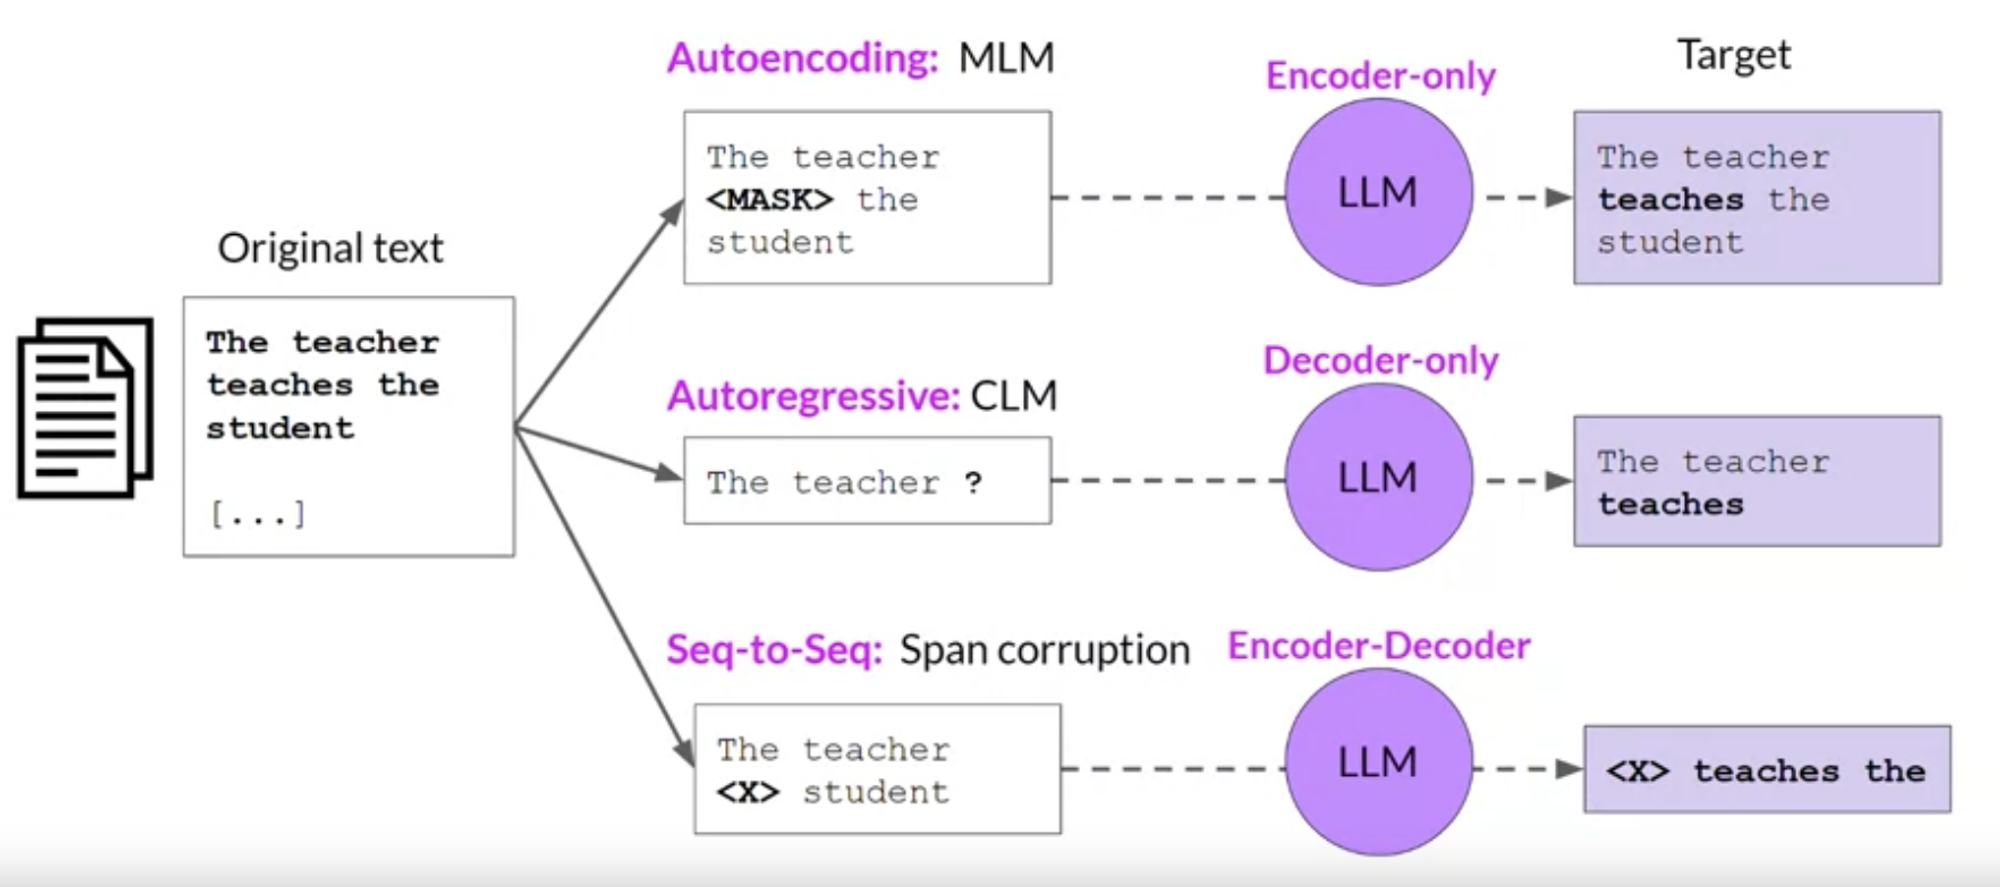 Original text
The teacher
teaches the
student
[...]
Autoencoding: MLM
The teacher
<MASK> the
student
Encoder-only
LLM
Target
The teacher
teaches the
student
Autoregressive: CLM
The teacher ?
Decoder-only
LLM
The teacher
teaches
Seq-to-Seq: Span corruption
The teacher
<X> student
Encoder-Decoder
LLM
<X> teaches the